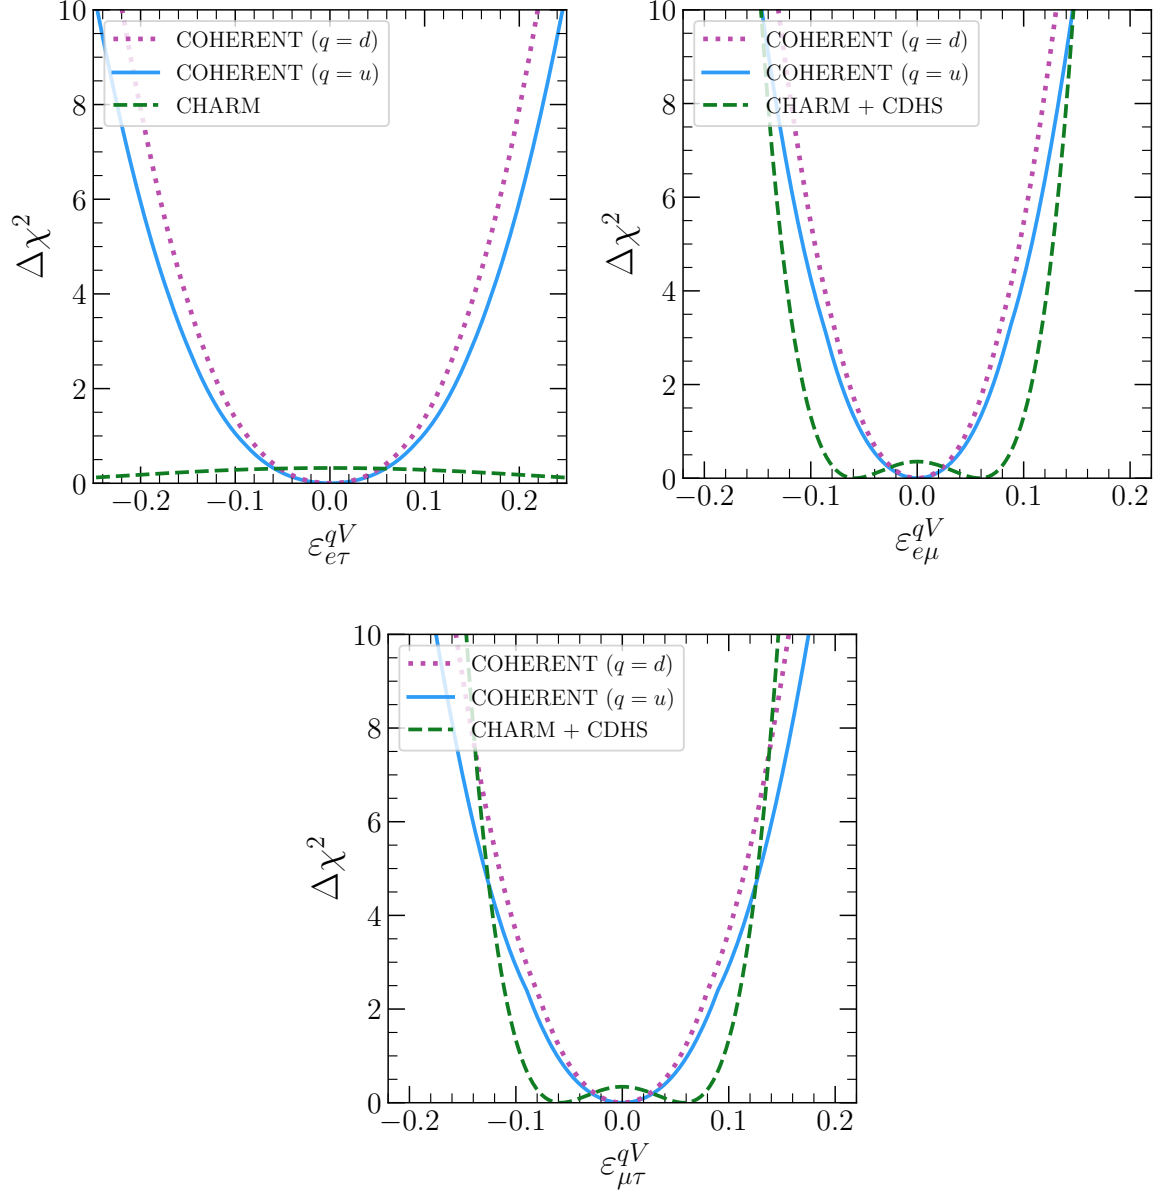 10
8
6
4
2
0
Δχ²
COHERENT (q = d)
COHERENT (q = u)
CHARM
−0.2 −0.1 0.0 0.1 0.2
ε_{eτ}^{qV}
10
8
6
4
2
0
Δχ²
COHERENT (q = d)
COHERENT (q = u)
CHARM + CDHS
−0.2 −0.1 0.0 0.1 0.2
ε_{eμ}^{qV}
10
8
6
4
2
0
Δχ²
COHERENT (q = d)
COHERENT (q = u)
CHARM + CDHS
−0.2 −0.1 0.0 0.1 0.2
ε_{μτ}^{qV}